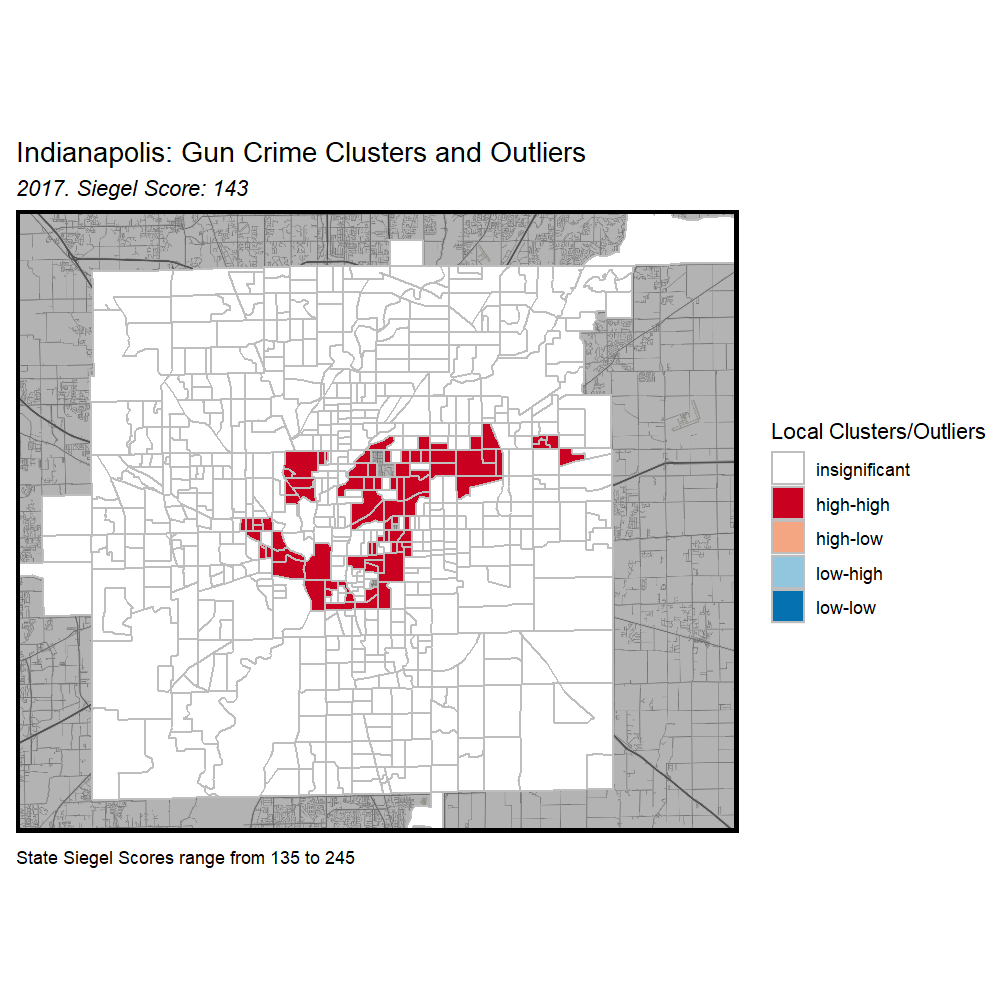 Indianapolis: Gun Crime Clusters and Outliers
2017. Siegel Score: 143
Local Clusters/Outliers
insignificant
high-high
high-low
low-high
low-low
State Siegel Scores range from 135 to 245